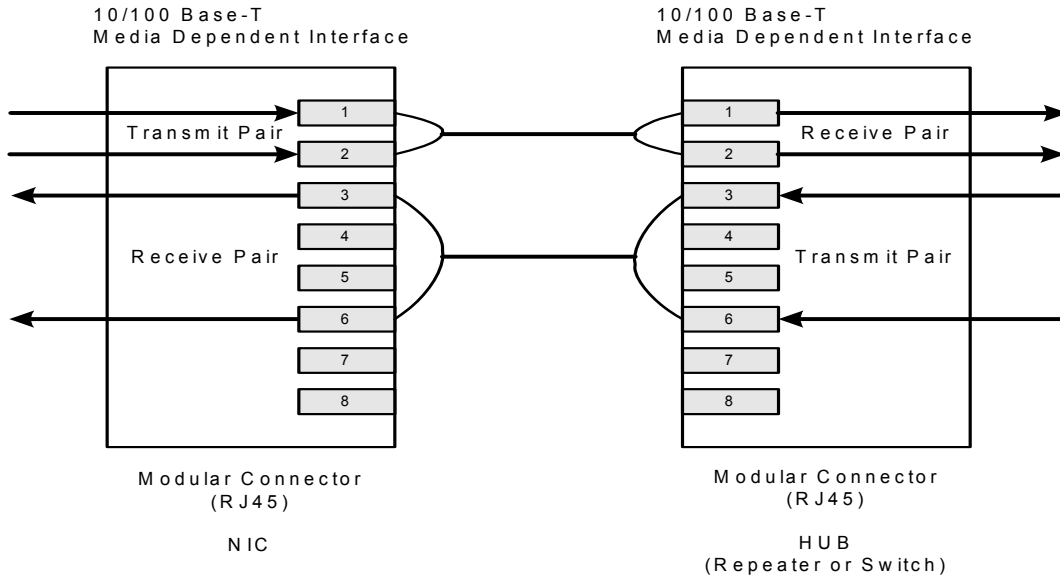 10/100 Base-T
Media Dependent Interface
1
Transmit Pair
2
3
4
Receive Pair
5
6
7
8
Modular Connector
(RJ45)
NIC
10/100 Base-T
Media Dependent Interface
1
Receive Pair
2
3
4
Transmit Pair
5
6
7
8
Modular Connector
(RJ45)
HUB
(Repeater or Switch)